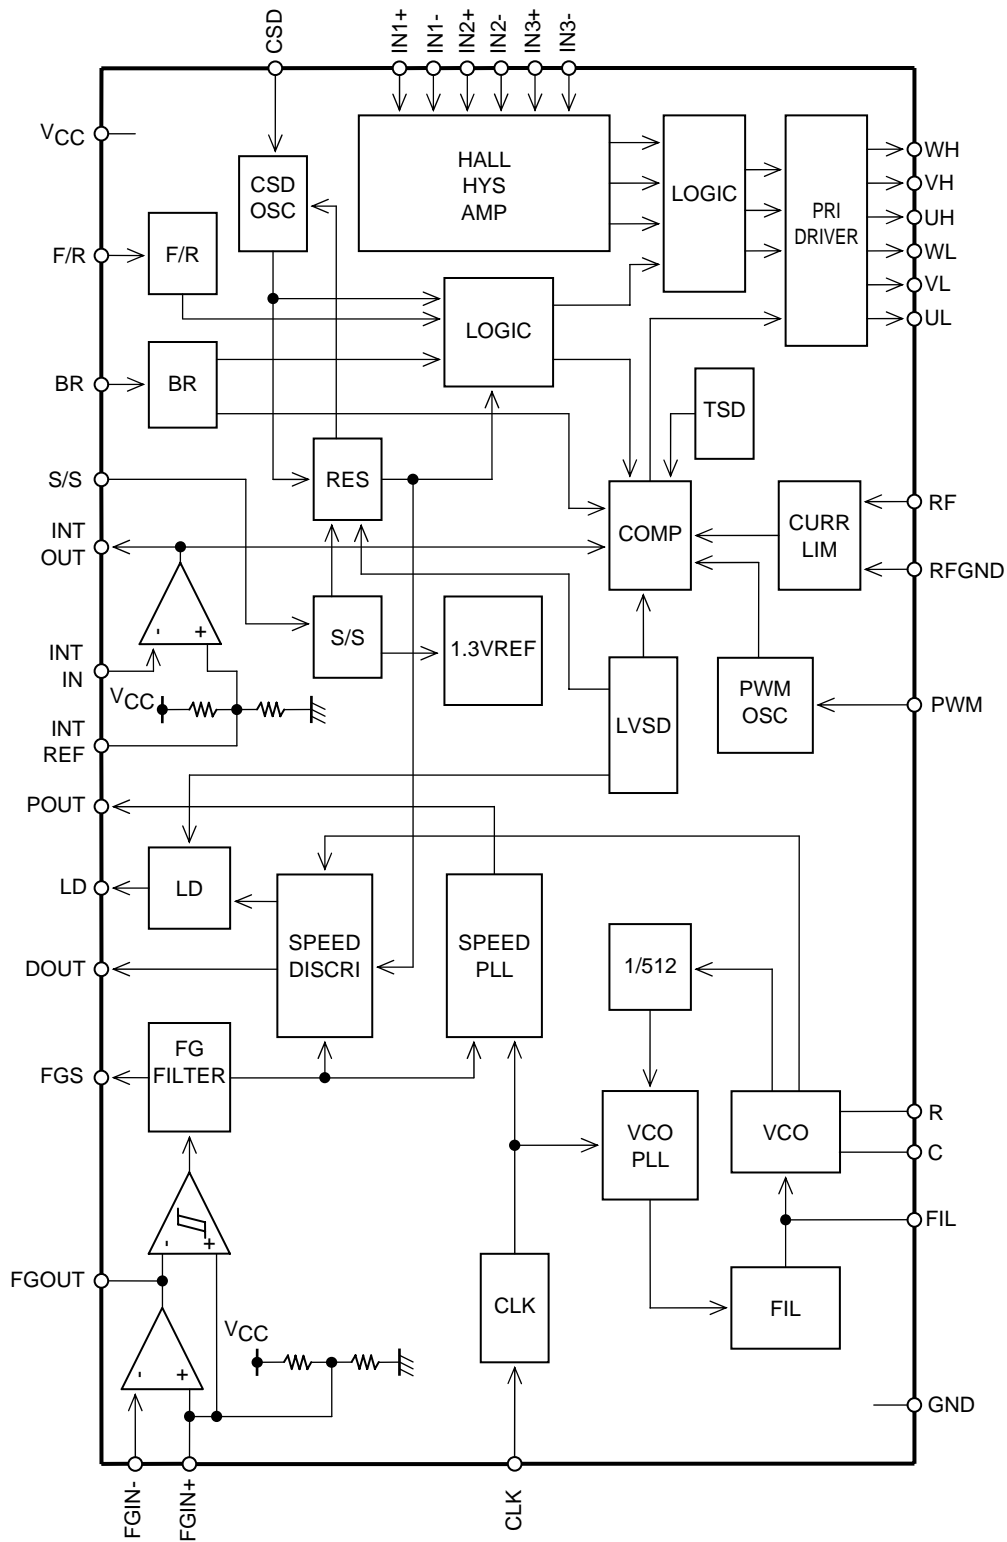 CSD
IN1+
IN1-
IN2+
IN2-
IN3+
IN3-
VCC
WH
VH
UH
WL
VL
UL
HALL
HYS
AMP
LOGIC
PRI
DRIVER
CSD
OSC
F/R
F/R
LOGIC
BR
BR
TSD
S/S
RES
COMP
CURR
LIM
RF
RFGND
INT
OUT
-
+
S/S
1.3VREF
INT
IN
VCC
LVSD
PWM
OSC
PWM
INT
REF
POUT
LD
LD
SPEED
DISCRI
SPEED
PLL
1/512
DOUT
FGS
FG
FILTER
VCO
PLL
VCO
R
C
-
+
FIL
FGOUT
CLK
FIL
VCC
-
+
GND
FGIN-
FGIN+
CLK